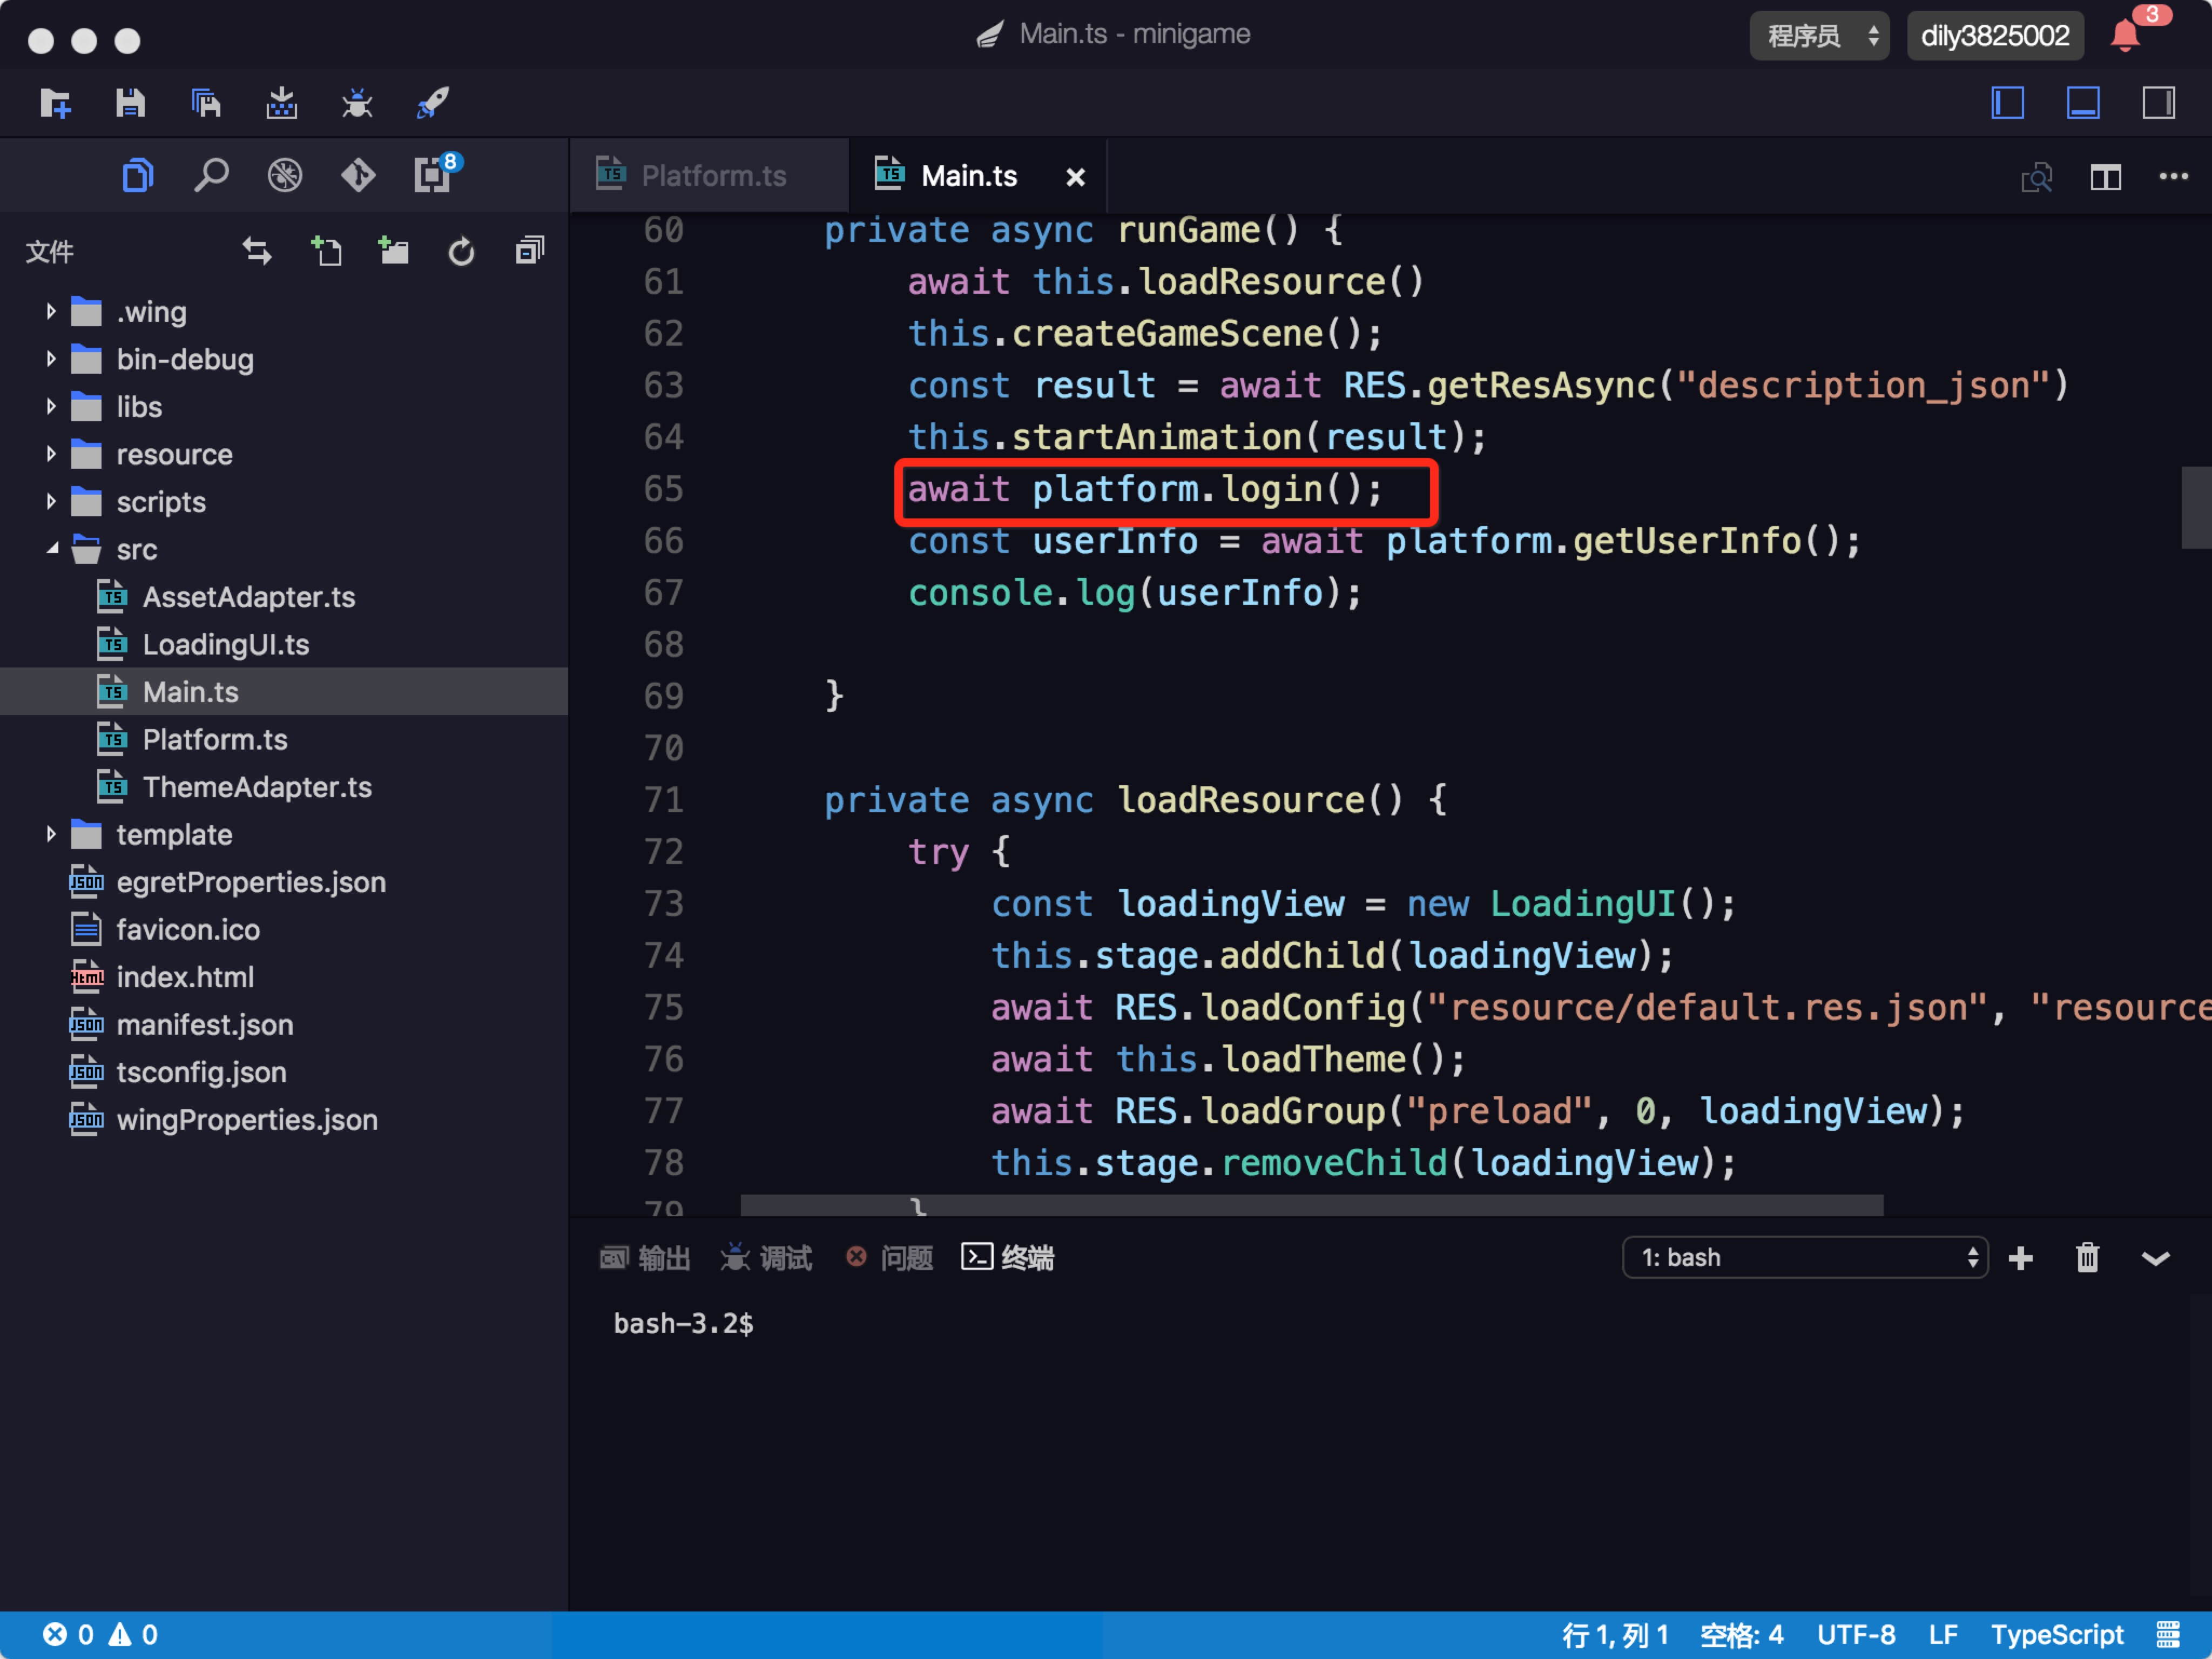 Main.ts - minigame
程序员
dily3825002
3
8
Platform.ts
Main.ts
文件
.wing
bin-debug
libs
resource
scripts
src
AssetAdapter.ts
LoadingUI.ts
Main.ts
Platform.ts
ThemeAdapter.ts
template
egretProperties.json
favicon.ico
index.html
manifest.json
tsconfig.json
wingProperties.json
60 private async runGame() {
61 await this.loadResource()
62 this.createGameScene();
63 const result = await RES.getResAsync("description_json")
64 this.startAnimation(result);
65 await platform.login();
66 const userInfo = await platform.getUserInfo();
67 console.log(userInfo);
68
69 }
70
71 private async loadResource() {
72 try {
73 const loadingView = new LoadingUI();
74 this.stage.addChild(loadingView);
75 await RES.loadConfig("resource/default.res.json", "resource
76 await this.loadTheme();
77 await RES.loadGroup("preload", 0, loadingView);
78 this.stage.removeChild(loadingView);
79 }
输出 调试 问题 终端
1: bash
bash-3.2$
0 0
行 1, 列 1 空格: 4 UTF-8 LF TypeScript